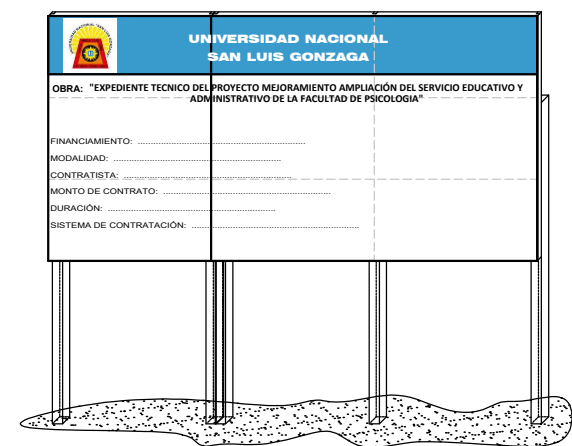 UNIVERSIDAD NACIONAL
SAN LUIS GONZAGA
OBRA: "EXPEDIENTE TECNICO DEL PROYECTO MEJORAMIENTO AMPLIACIÓN DEL SERVICIO EDUCATIVO Y
ADMINISTRATIVO DE LA FACULTAD DE PSICOLOGIA"
FINANCIAMIENTO: ..........................................................
MODALIDAD: ..........................................................
CONTRATISTA: ..........................................................
MONTO DE CONTRATO: ..........................................................
DURACIÓN: ..........................................................
SISTEMA DE CONTRATACIÓN: ..........................................................